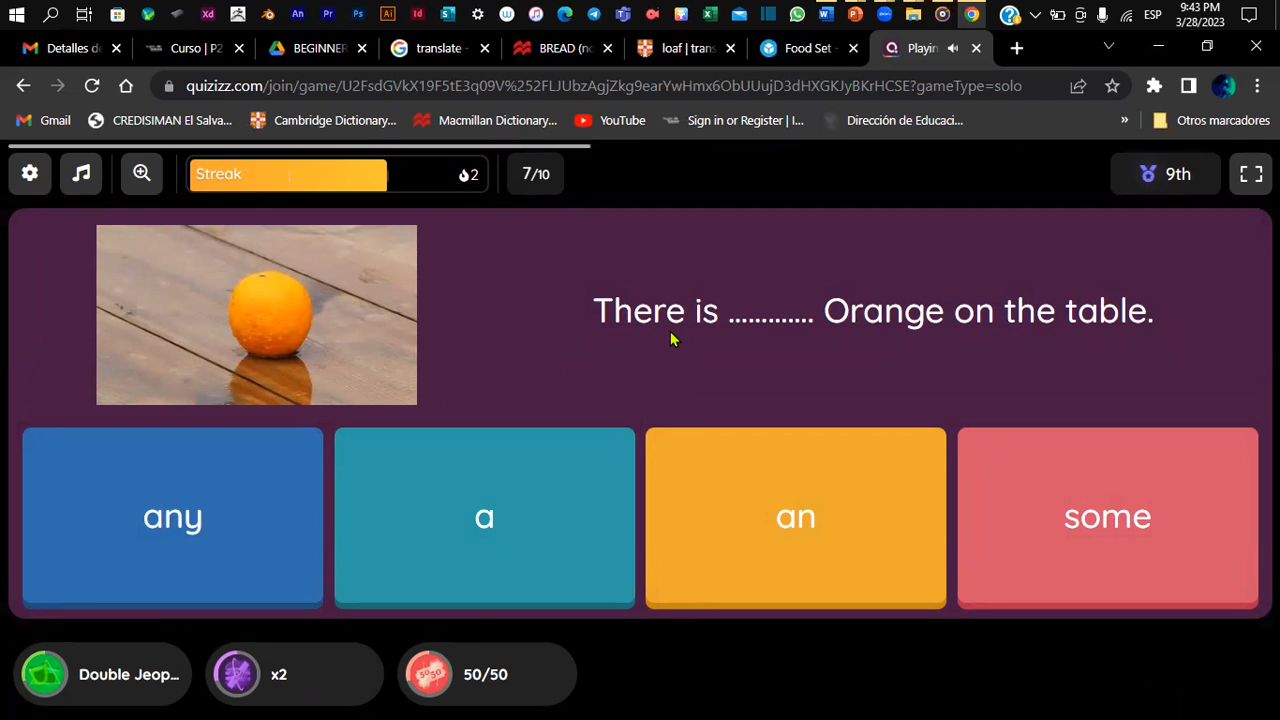 9:43 PM
ESP
3/28/2023
Detalles de
Curso | P2
BEGINNER
translate -
BREAD (no
loaf | trans
Food Set -
Playin
quizizz.com/join/game/U2FsdGVkX19F5tE3q09V%252FLJUbzAgjZkg9earYwHmx6ObUUujD3dHXGKJyBKrHCSE?gameType=solo
Gmail
CREDISIMAN El Salva...
Cambridge Dictionar...
Macmillan Dictionary...
YouTube
Sign in or Register | I...
Dirección de Educaci...
»
Otros marcadores
Streak
2
7/10
9th
There is ............. Orange on the table.
any
a
an
some
Double Jeop...
x2
50/50